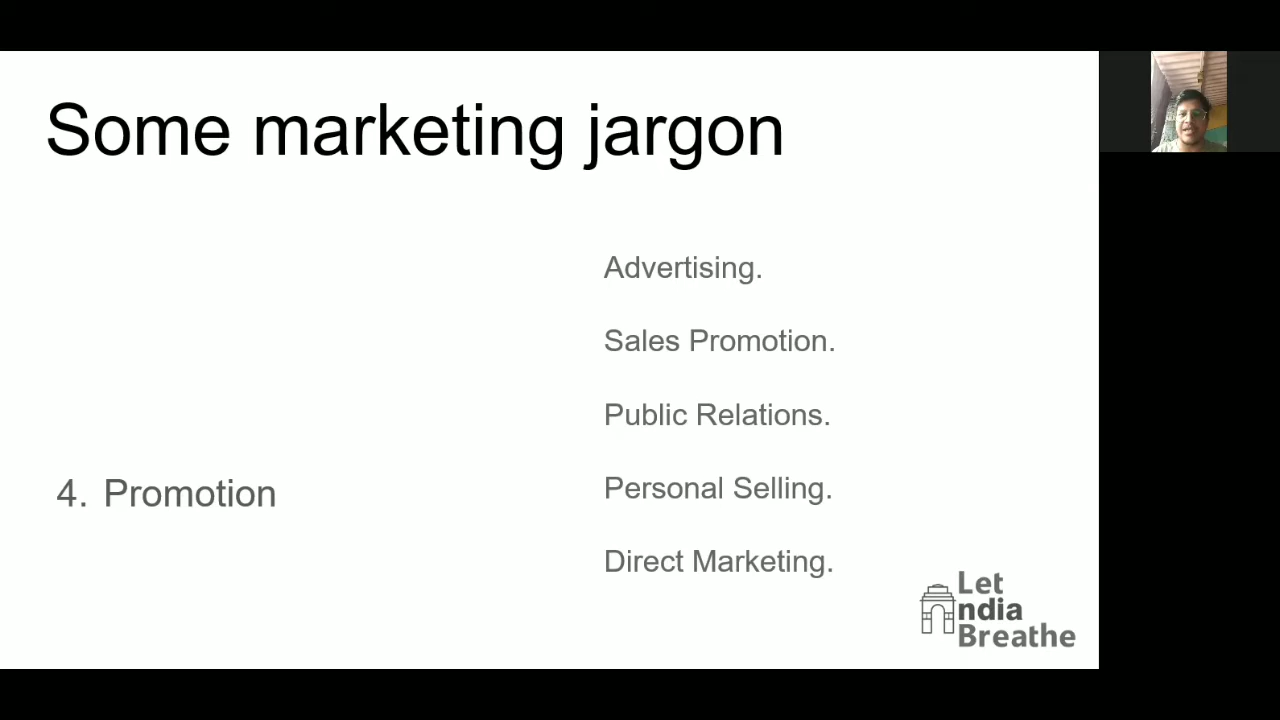 Some marketing jargon
4. Promotion
Advertising.
Sales Promotion.
Public Relations.
Personal Selling.
Direct Marketing.
Let
ndia
Breathe